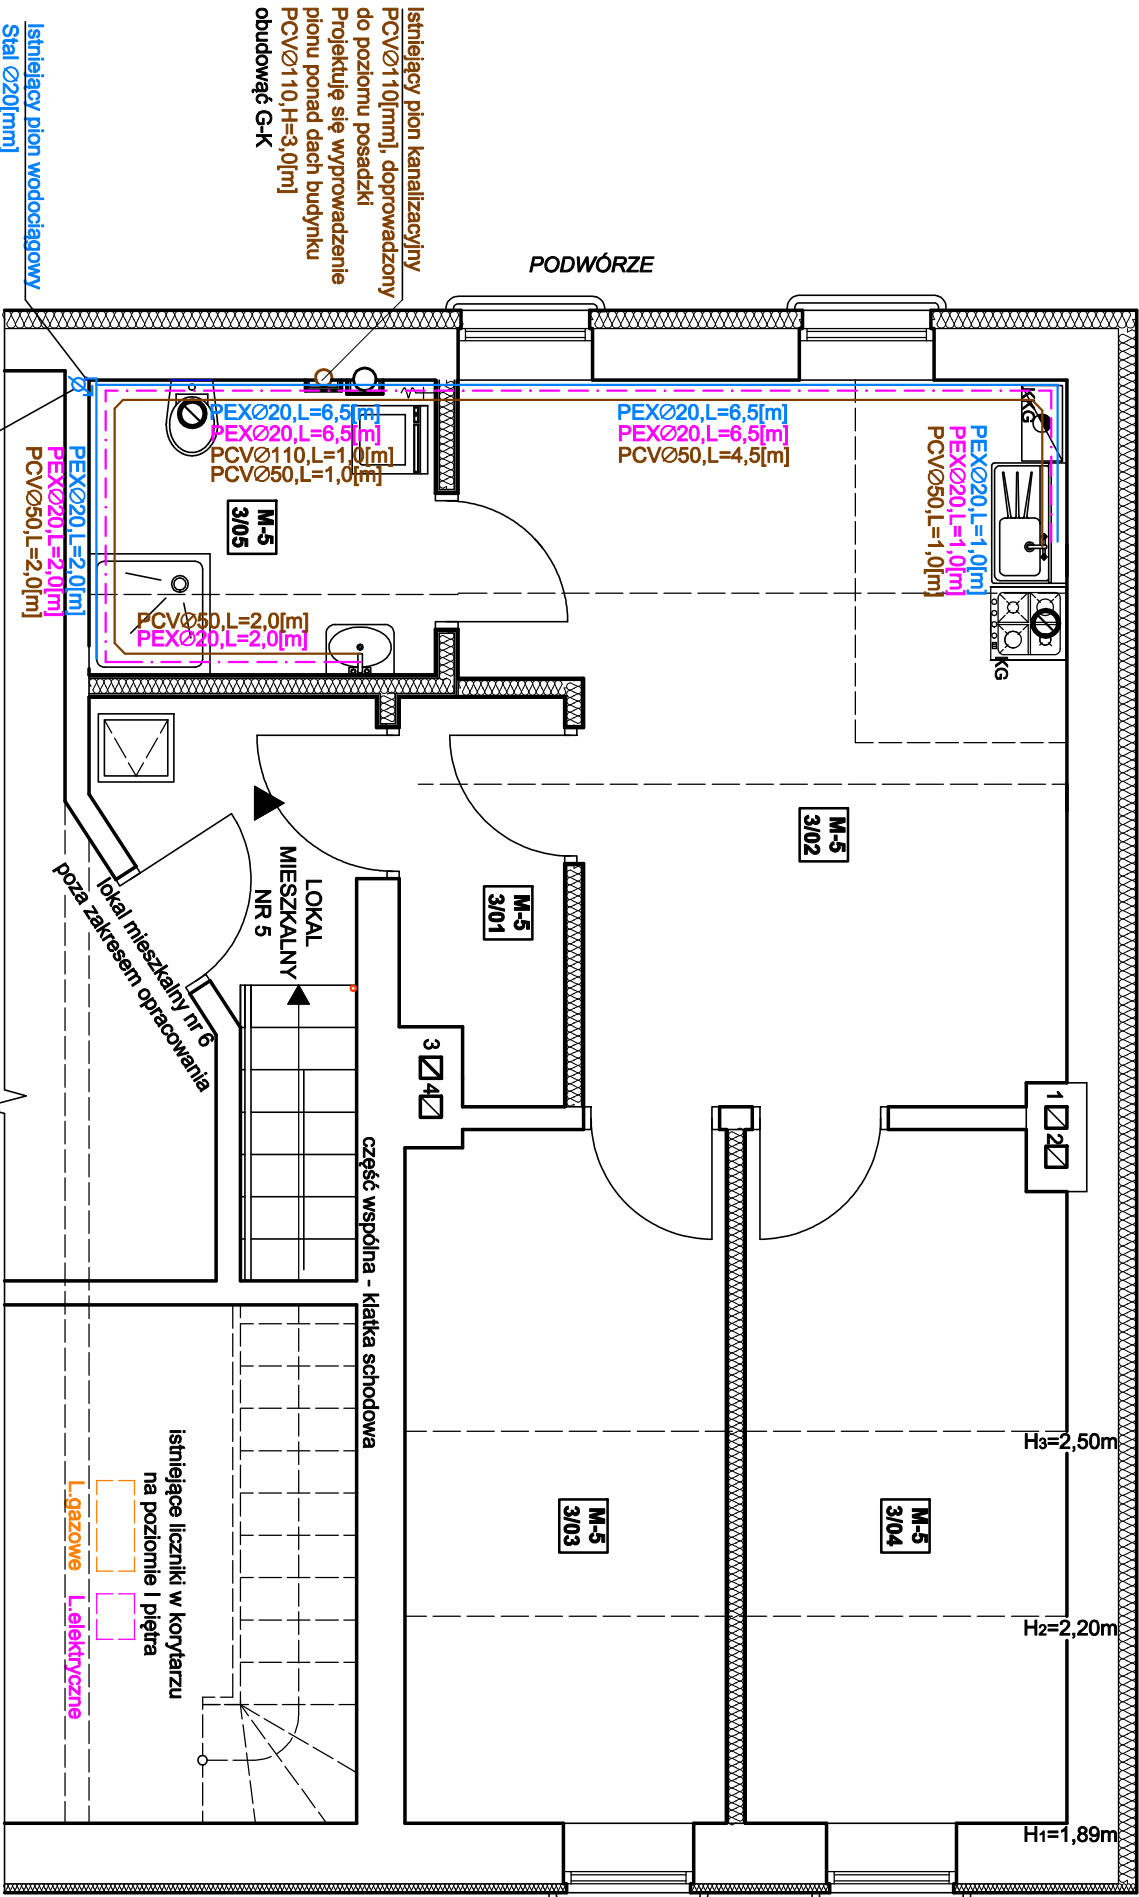 Istniejący pion kanalizacyjny
PCVØ110[mm], doprowadzony
do poziomu posadzki
Projektuję się wyprowadzenie
pionu ponad dach budynku
PCVØ110,H=3,0[m]
obudować G-K
Istniejący pion wodociągowy
Stal Ø20[mm]
PODWÓRZE
PEXØ20,L=6,5[m]
PEXØ20,L=6,5[m]
PCVØ110,L=1,0[m]
PCVØ50,L=1,0[m]
PEXØ20,L=6,5[m]
PEXØ20,L=6,5[m]
PCVØ50,L=4,5[m]
KKG
PEXØ20,L=1,0[m]
PEXØ20,L=1,0[m]
PCVØ50,L=1,0[m]
KG
PEXØ20,L=2,0[m]
PEXØ20,L=2,0[m]
PCVØ50,L=2,0[m]
M-5
3/05
PCVØ50,L=2,0[m]
PEXØ20,L=2,0[m]
M-5
3/02
M-5
3/01
LOKAL
MIESZKALNY
NR 5
lokal mieszkalny nr 6
poza zakresem opracowania
3
4
1
2
część wspólna - klatka schodowa
M-5
3/03
M-5
3/04
H3=2,50m
H2=2,20m
H1=1,89m
istniejące liczniki w korytarzu
na poziomie I piętra
L.gazowe
L.elektryczne